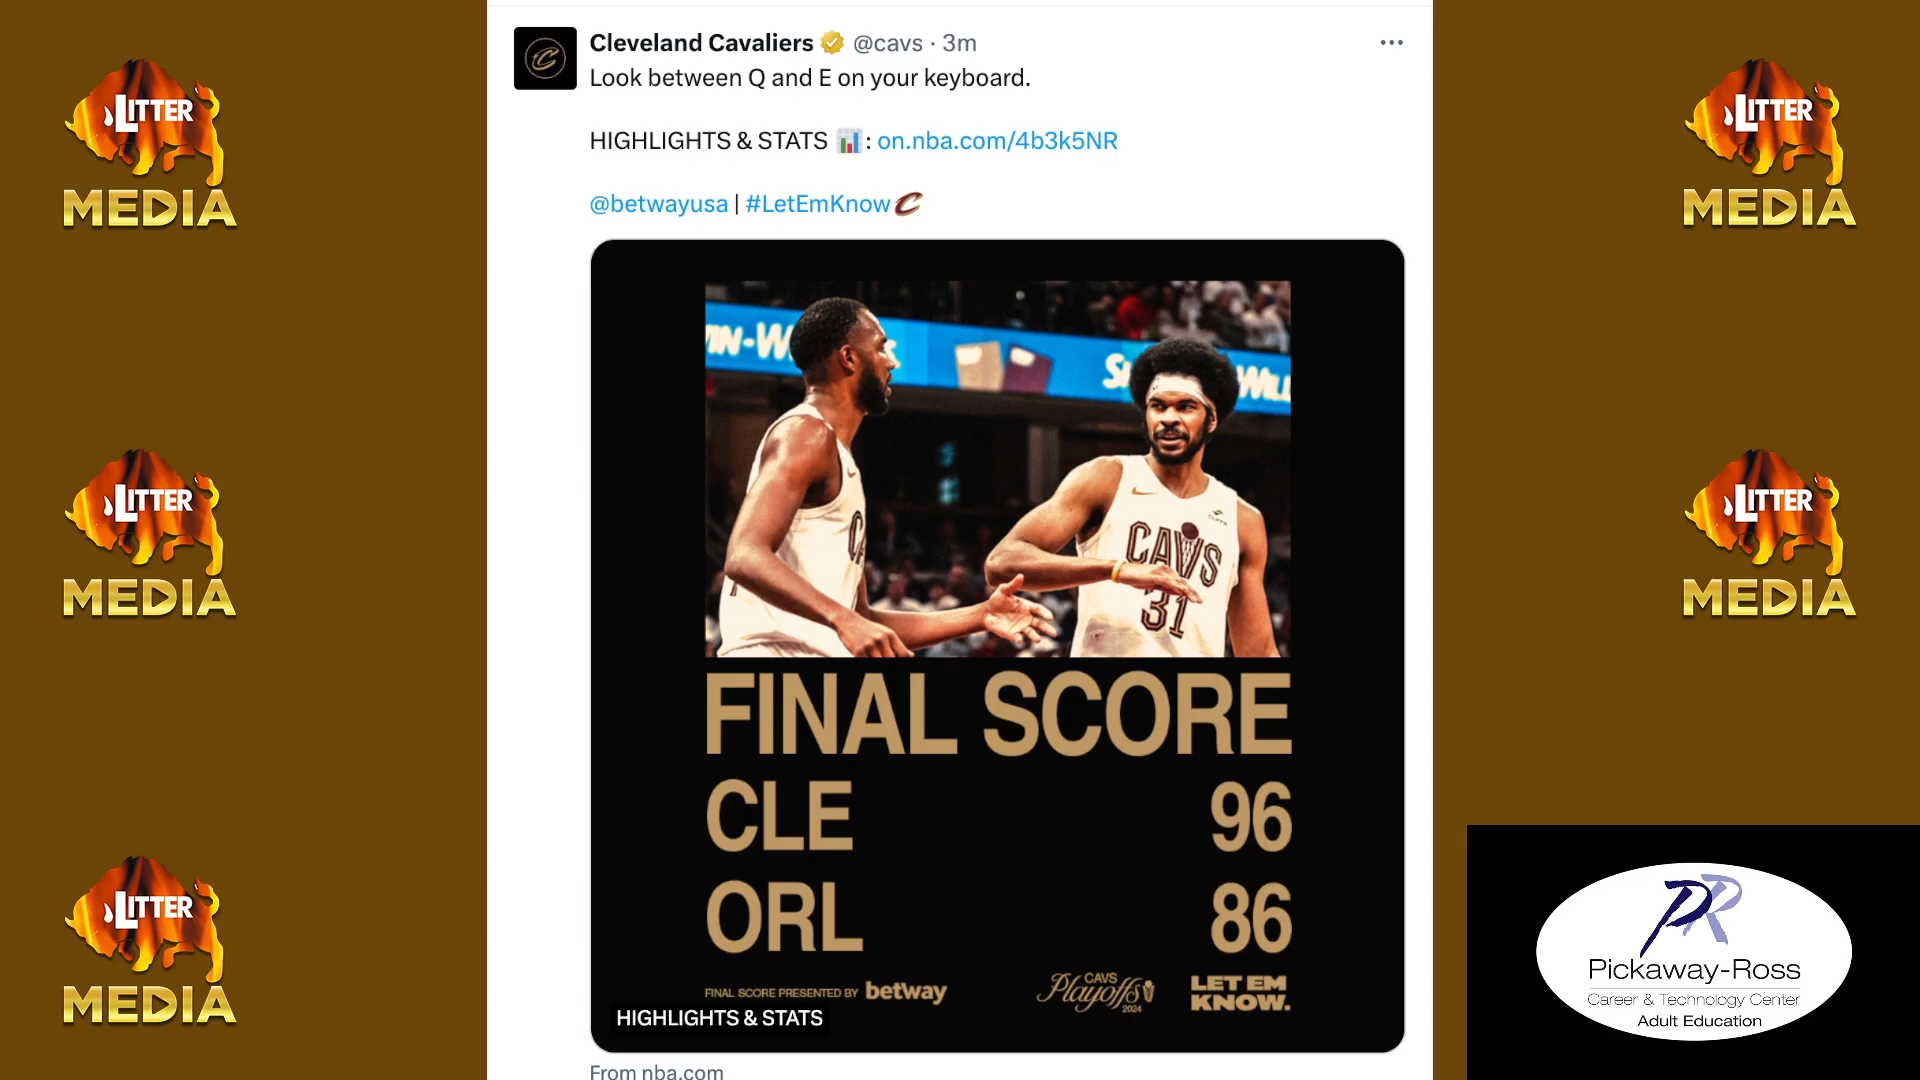 Cleveland Cavaliers @cavs · 3m
Look between Q and E on your keyboard.
HIGHLIGHTS & STATS 📊: on.nba.com/4b3k5NR
@betwayusa | #LetEmKnow
CAVS
31
FINAL SCORE
CLE 96
ORL 86
FINAL SCORE PRESENTED BY betway
CAVS
Playoffs
2024
LET EM
KNOW.
HIGHLIGHTS & STATS
From nba.com
LITTER
MEDIA
LITTER
MEDIA
LITTER
MEDIA
LITTER
MEDIA
LITTER
MEDIA
PR
Pickaway-Ross
Career & Technology Center
Adult Education